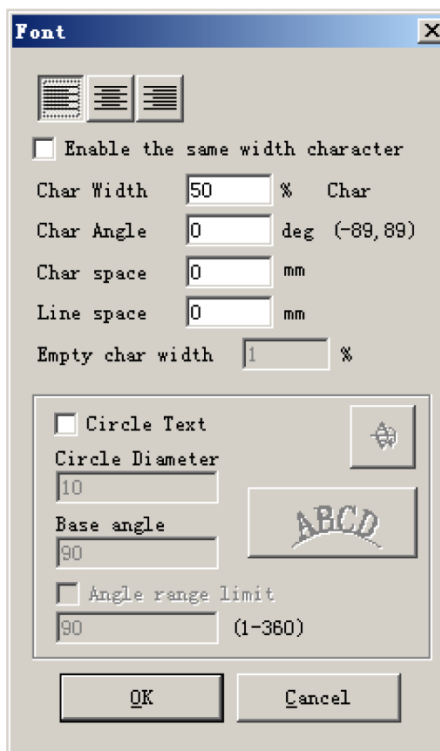 Font
Enable the same width character
Char Width 50 % Char
Char Angle 0 deg (-89,89)
Char space 0 mm
Line space 0 mm
Empty char width 1 %
Circle Text
Circle Diameter
10
Base angle
90
ABCD
Angle range limit
90 (1-360)
OK Cancel